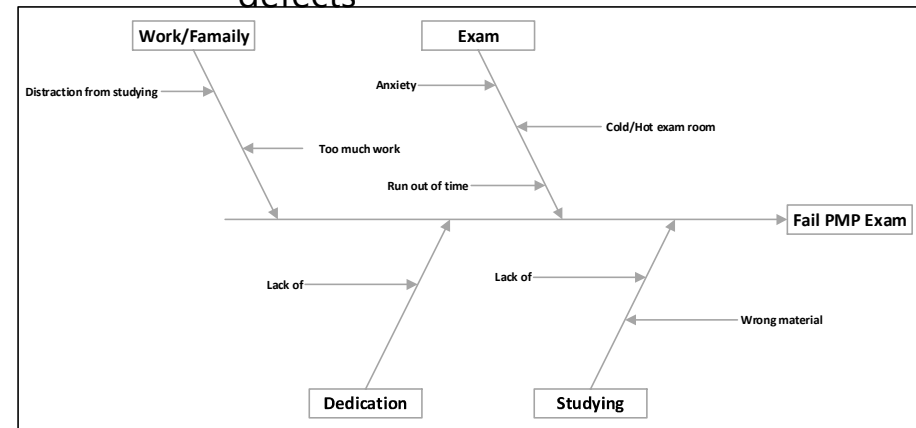 defects
Work/Famaily
Exam
Distraction from studying
Anxiety
Cold/Hot exam room
Too much work
Run out of time
Fail PMP Exam
Lack of
Lack of
Wrong material
Dedication
Studying